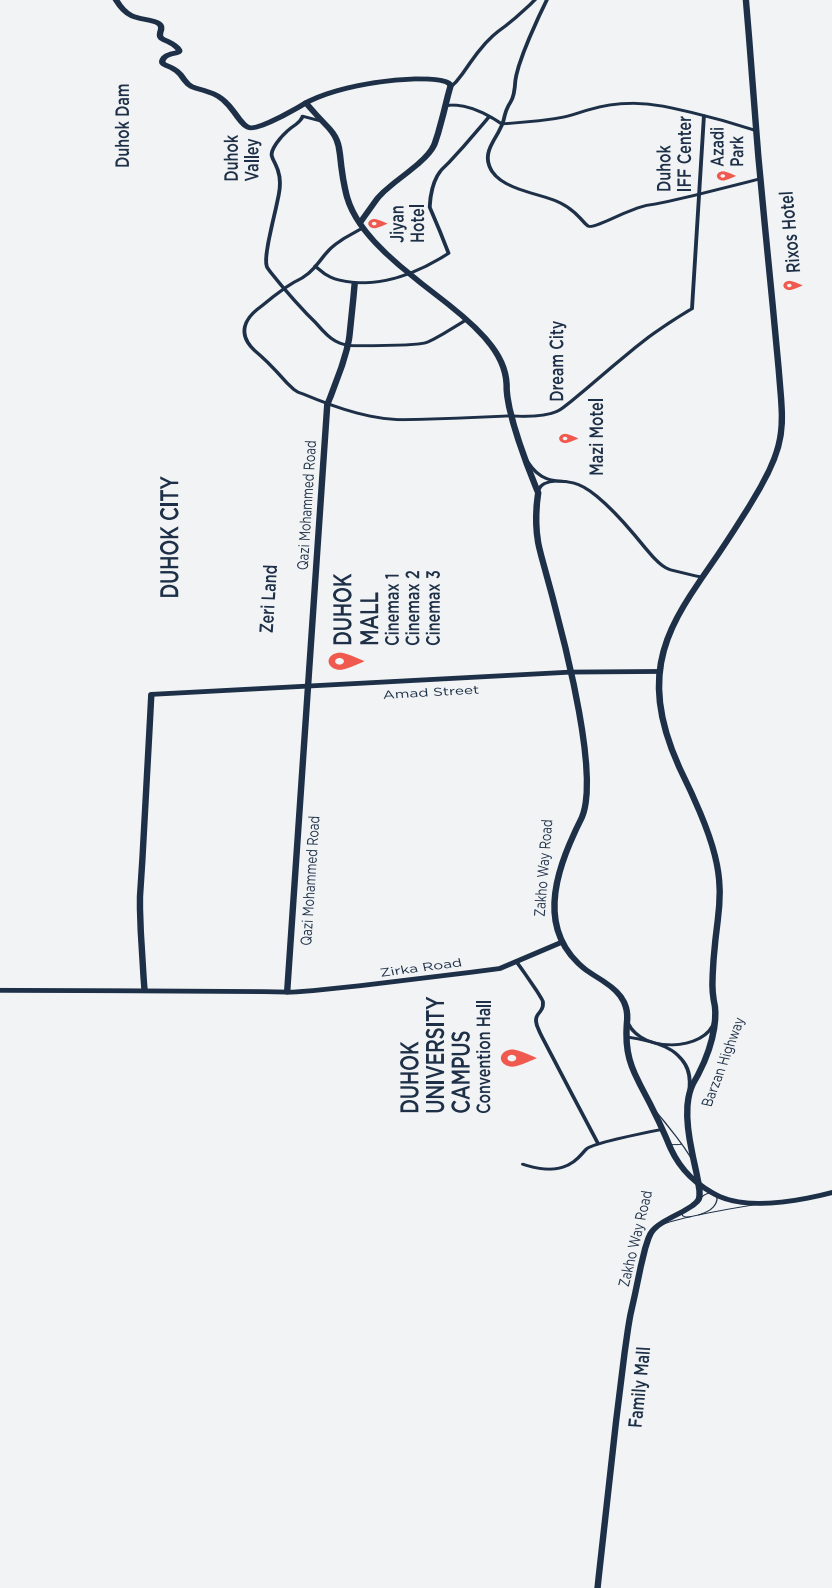 Duhok Dam
Duhok
Valley
Jiyan
Hotel
Duhok
IFF Center
Azadi
Park
Rixos Hotel
Dream City
Mazi Motel
DUHOK CITY
Zeri Land
Qazi Mohammed Road
DUHOK
MALL
Cinemax 1
Cinemax 2
Cinemax 3
Amad Street
Qazi Mohammed Road
Zakho Way Road
Zirka Road
DUHOK
UNIVERSITY
CAMPUS
Convention Hall
Barzan Highway
Zakho Way Road
Family Mall